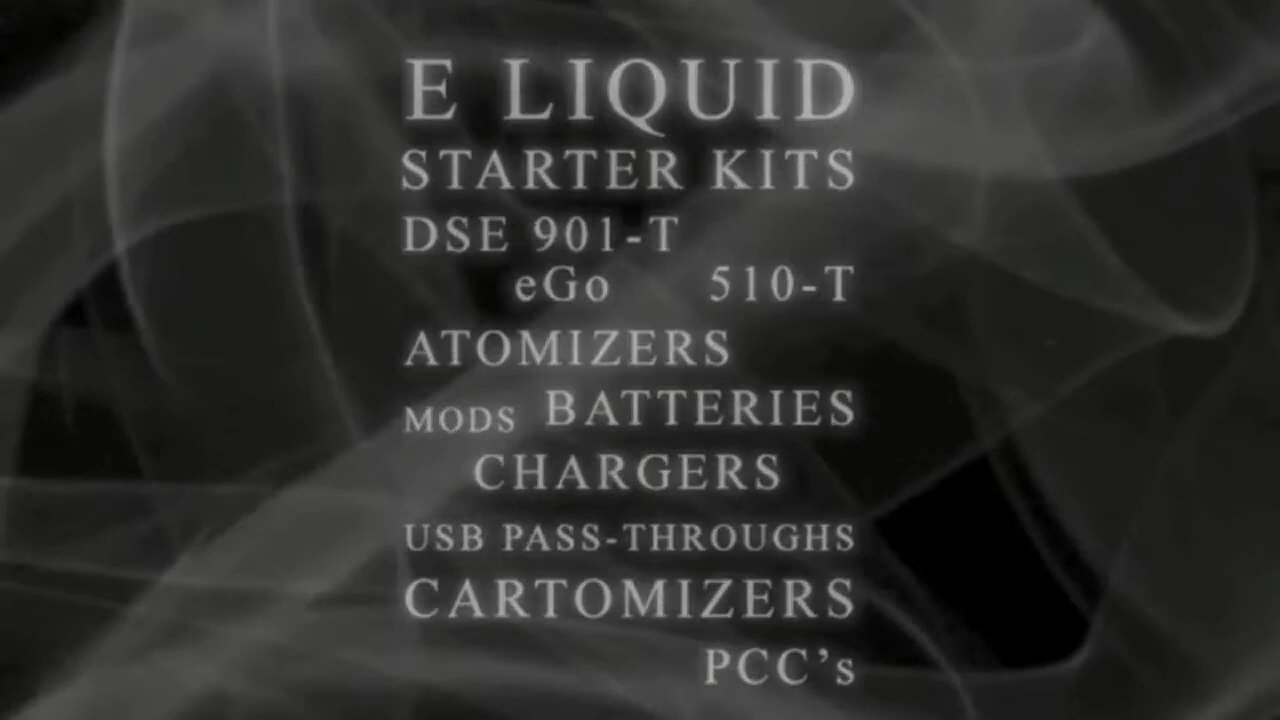 E LIQUID
STARTER KITS
DSE 901-T
eGo 510-T
ATOMIZERS
MODS BATTERIES
CHARGERS
USB PASS-THROUGHS
CARTOMIZERS
PCC's